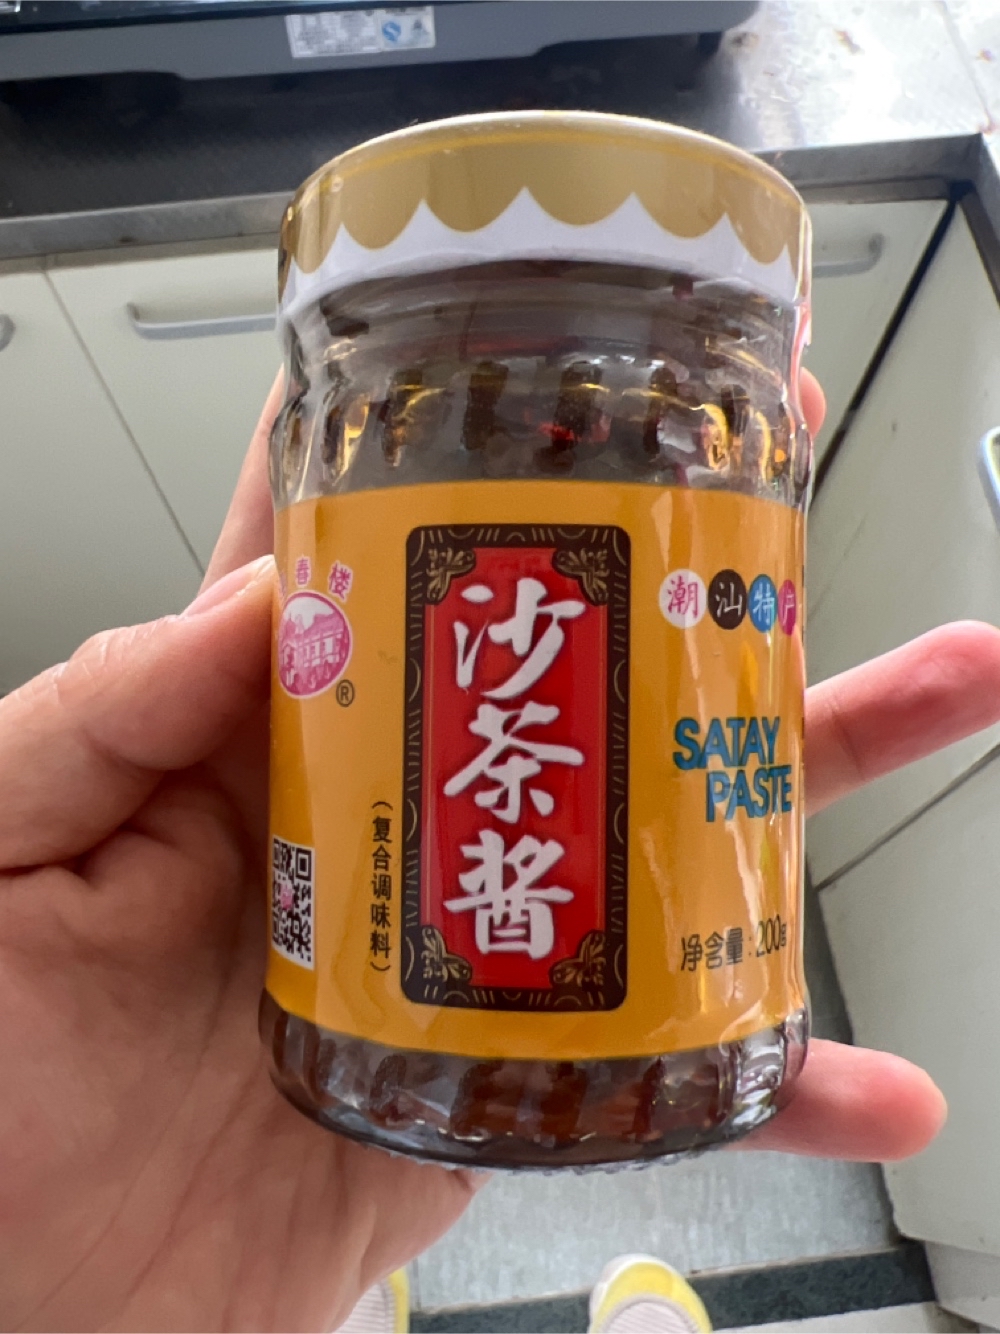 春楼
®
沙茶酱
（复合调味料）
潮汕特产
SATAY
PASTE
净含量：200g